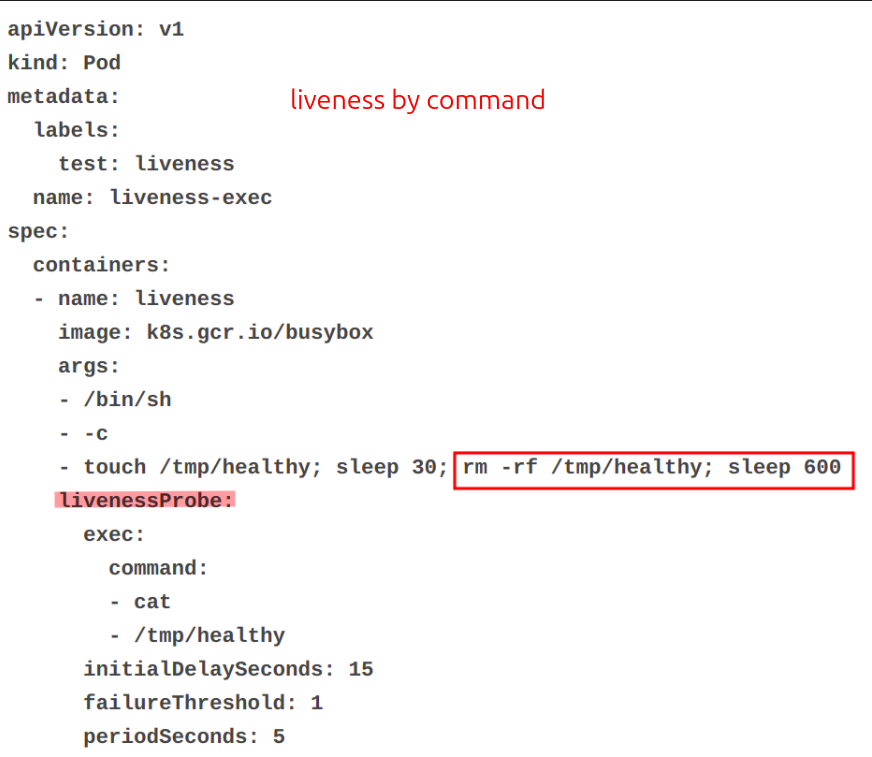 apiVersion: v1
kind: Pod
metadata:
liveness by command
  labels:
    test: liveness
  name: liveness-exec
spec:
  containers:
  - name: liveness
    image: k8s.gcr.io/busybox
    args:
    - /bin/sh
    - -c
    - touch /tmp/healthy; sleep 30; rm -rf /tmp/healthy; sleep 600
    livenessProbe:
      exec:
        command:
        - cat
        - /tmp/healthy
      initialDelaySeconds: 15
      failureThreshold: 1
      periodSeconds: 5